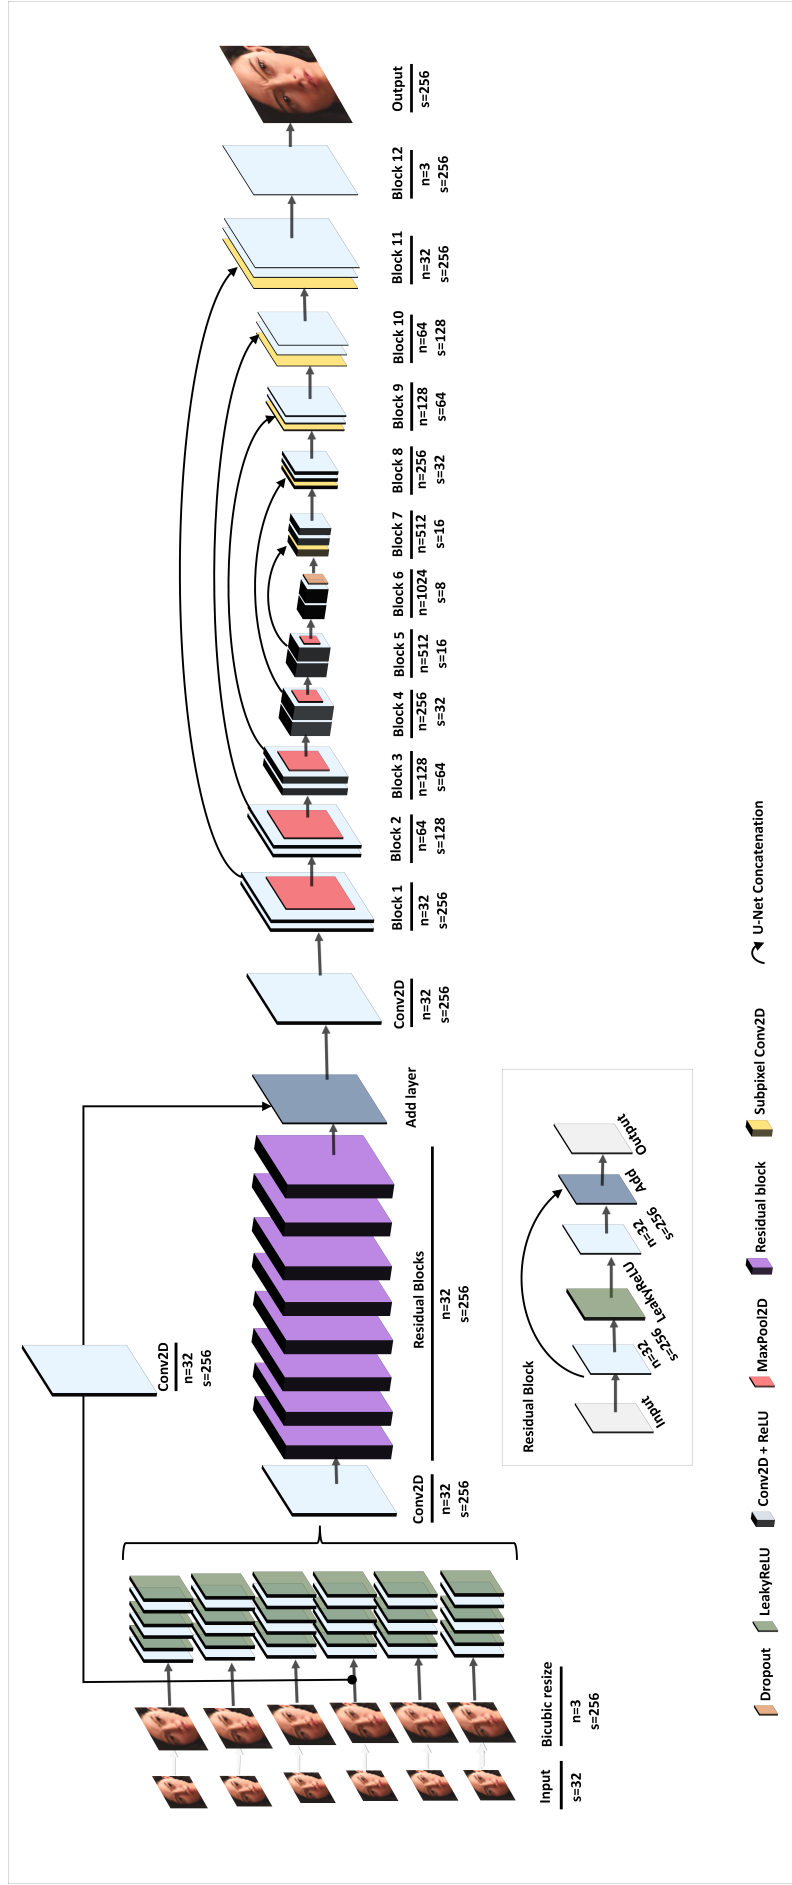 Input
s=32
Bicubic resize
n=3
s=256
Conv2D
n=32
s=256
Conv2D
n=32
s=256
Residual Blocks
n=32
s=256
Add layer
Conv2D
n=32
s=256
Block 1
n=32
s=256
Block 2
n=64
s=128
Block 3
n=128
s=64
Block 4
n=256
s=32
Block 5
n=512
s=16
Block 6
n=1024
s=8
Block 7
n=512
s=16
Block 8
n=256
s=32
Block 9
n=128
s=64
Block 10
n=64
s=128
Block 11
n=32
s=256
Block 12
n=3
s=256
Output
s=256
Residual Block
Input
n=32
s=256
LeakyReLU
n=32
s=256
Add
Output
Dropout
LeakyReLU
Conv2D + ReLU
MaxPool2D
Residual block
Subpixel Conv2D
U-Net Concatenation